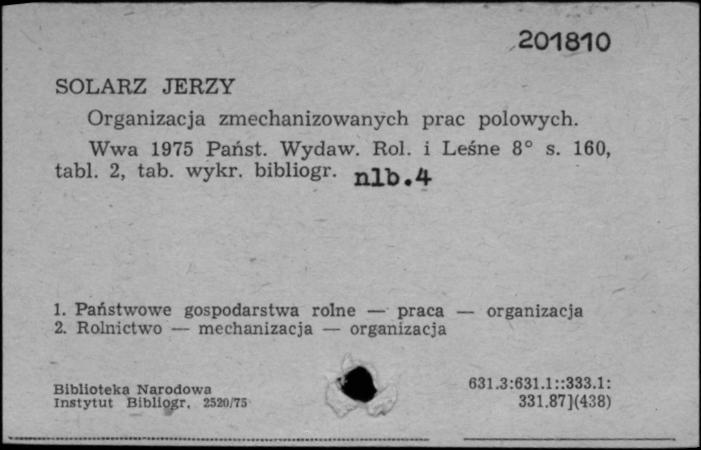 201810
SOLARZ JERZY
Organizacja zmechanizowanych prac polowych.
Wwa 1975 Państ. Wydaw. Rol. i Leśne 8° s. 160,
tabl. 2, tab. wykr. bibliogr. nlb.4
1. Państwowe gospodarstwa rolne — praca — organizacja
2. Rolnictwo — mechanizacja — organizacja
Biblioteka Narodowa
Instytut Bibliogr. 2520/75
631.3:631.1::333.1:
331.87](438)